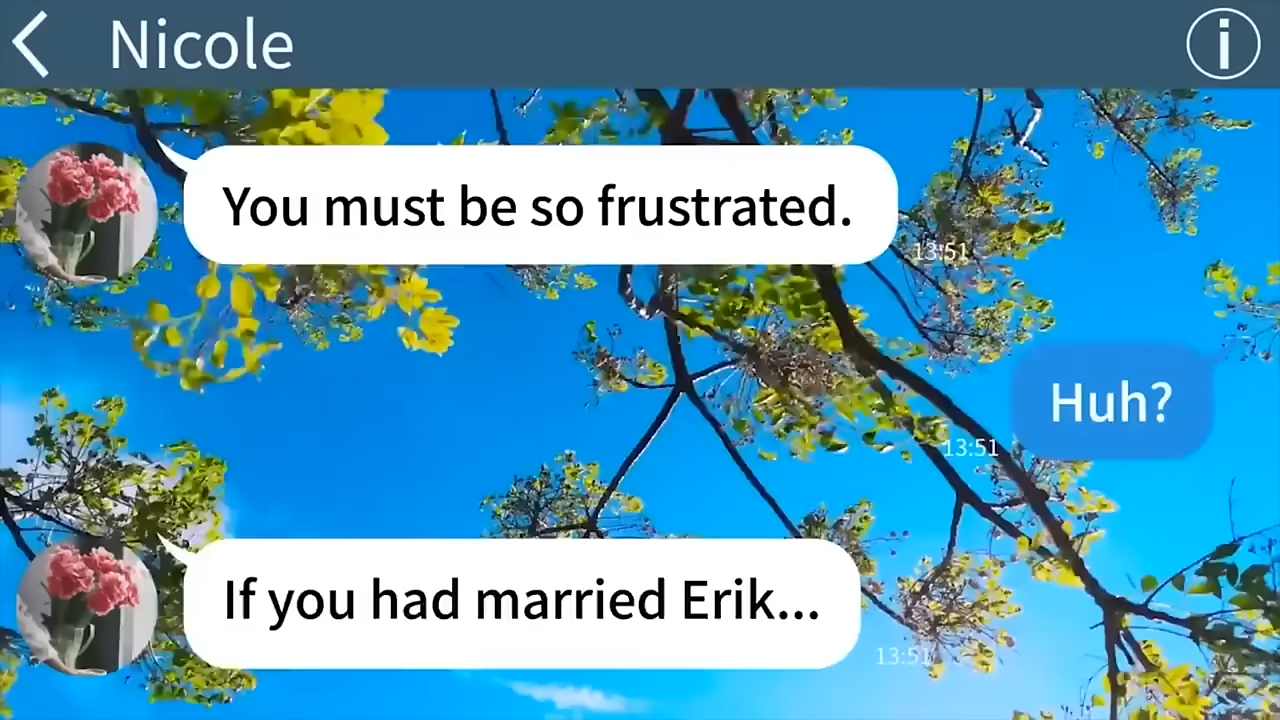 Nicole
You must be so frustrated.
13:51
Huh?
13:51
If you had married Erik...
13:51